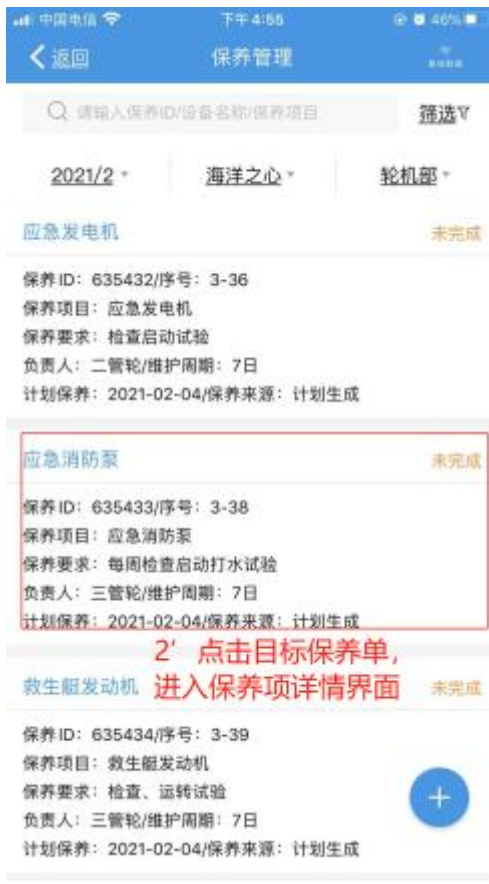 中国电信 下午4:56 46%
返回 保养管理
请输入保养ID/设备名称/保养项目 筛选
2021/2 海洋之心 轮机部
应急发电机 未完成
保养ID：635432/序号：3-36
保养项目：应急发电机
保养要求：检查启动试验
负责人：二管轮/维护周期：7日
计划保养：2021-02-04/保养来源：计划生成
应急消防泵 未完成
保养ID：635433/序号：3-38
保养项目：应急消防泵
保养要求：每周检查启动打水试验
负责人：三管轮/维护周期：7日
计划保养：2021-02-04/保养来源：计划生成
2’ 点击目标保养单，
进入保养项详情界面
救生艇发动机 未完成
保养ID：635434/序号：3-39
保养项目：救生艇发动机
保养要求：检查、运转试验
负责人：三管轮/维护周期：7日
计划保养：2021-02-04/保养来源：计划生成